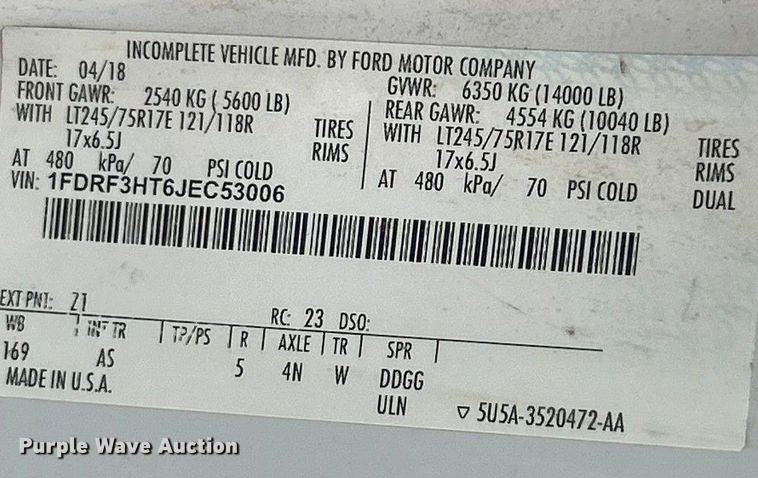 INCOMPLETE VEHICLE MFD. BY FORD MOTOR COMPANY
DATE: 04/18 GVWR: 6350 KG (14000 LB)
FRONT GAWR: 2540 KG ( 5600 LB) REAR GAWR: 4554 KG (10040 LB)
WITH LT245/75R17E 121/118R TIRES WITH LT245/75R17E 121/118R TIRES
17x6.5J RIMS 17x6.5J RIMS
AT 480 kPa/ 70 PSI COLD AT 480 kPa/ 70 PSI COLD DUAL
VIN: 1FDRF3HT6JEC53006
EXT PNT: Z1 RC: 23 DSO:
WB INT TR TP/PS R AXLE TR SPR
169 AS 5 4N W DDGG
MADE IN U.S.A. ULN 5U5A-3520472-AA
Purple Wave Auction